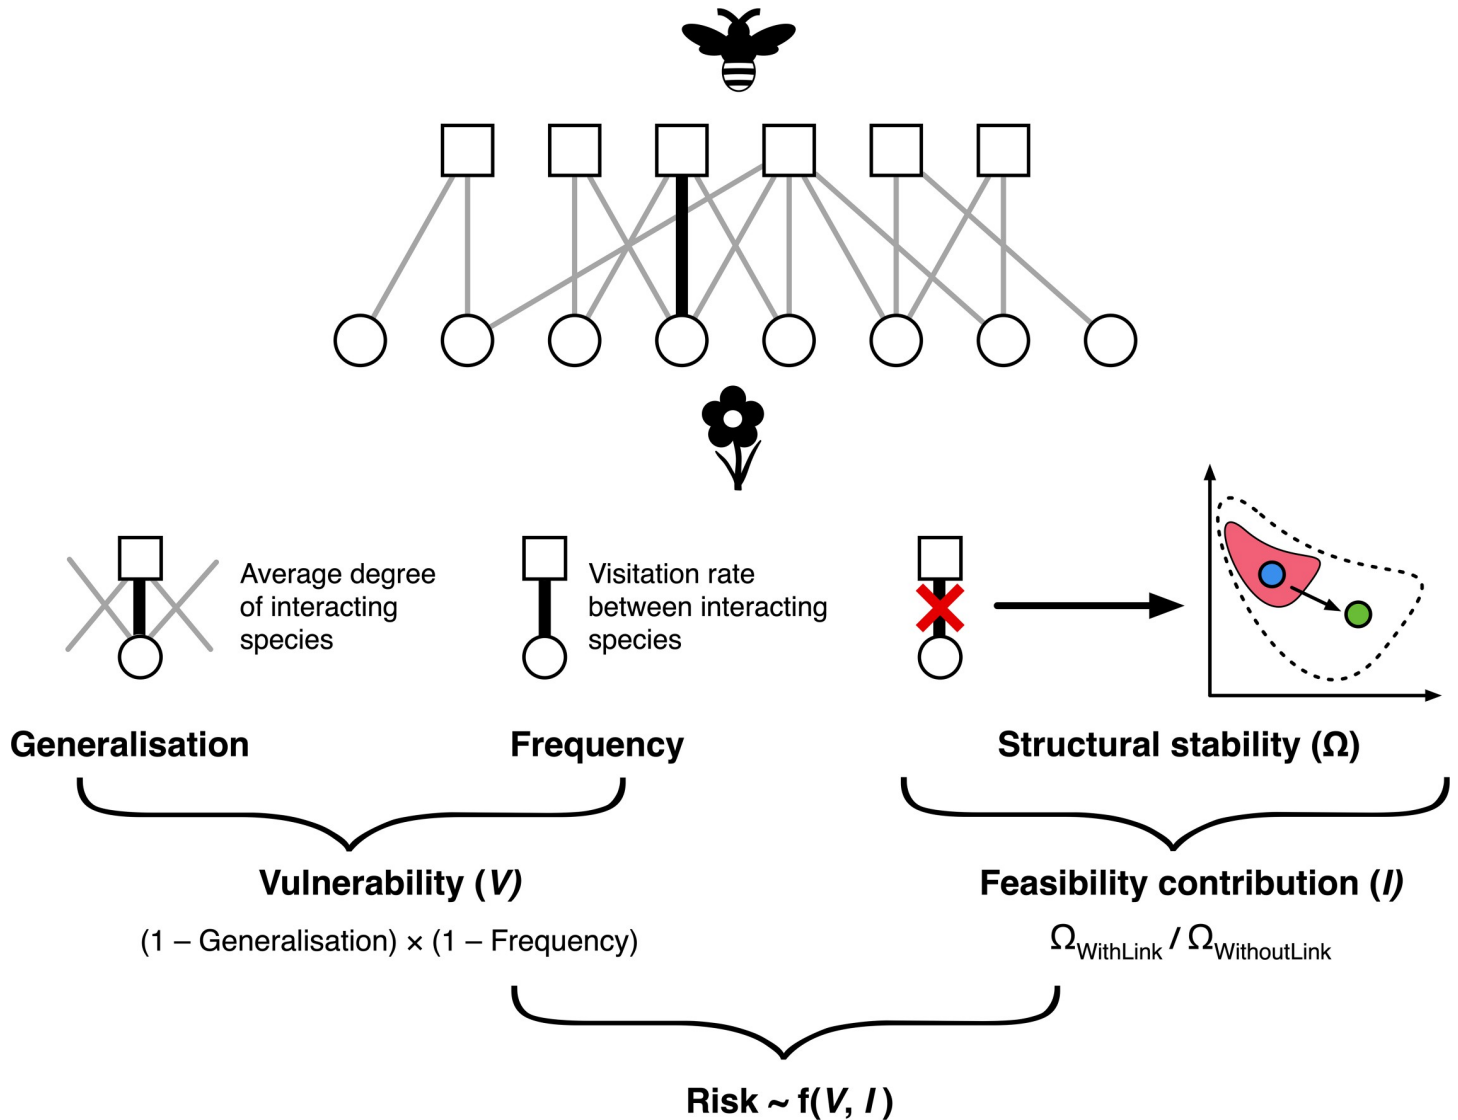 Average degree
of interacting
species
Visitation rate
between interacting
species
Generalisation
Frequency
Structural stability (Ω)
Vulnerability (V)
Feasibility contribution (I)
(1 – Generalisation) × (1 – Frequency)
ΩWithLink / ΩWithoutLink
Risk ~ f(V, I )